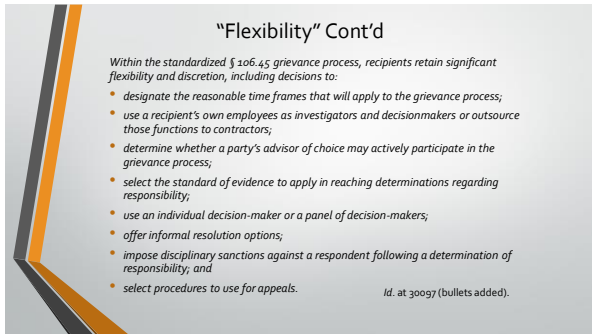 “Flexibility” Cont’d
Within the standardized § 106.45 grievance process, recipients retain significant
flexibility and discretion, including decisions to:
• designate the reasonable time frames that will apply to the grievance process;
• use a recipient’s own employees as investigators and decisionmakers or outsource
those functions to contractors;
• determine whether a party’s advisor of choice may actively participate in the
grievance process;
• select the standard of evidence to apply in reaching determinations regarding
responsibility;
• use an individual decision-maker or a panel of decision-makers;
• offer informal resolution options;
• impose disciplinary sanctions against a respondent following a determination of
responsibility; and
• select procedures to use for appeals.
Id. at 30097 (bullets added).